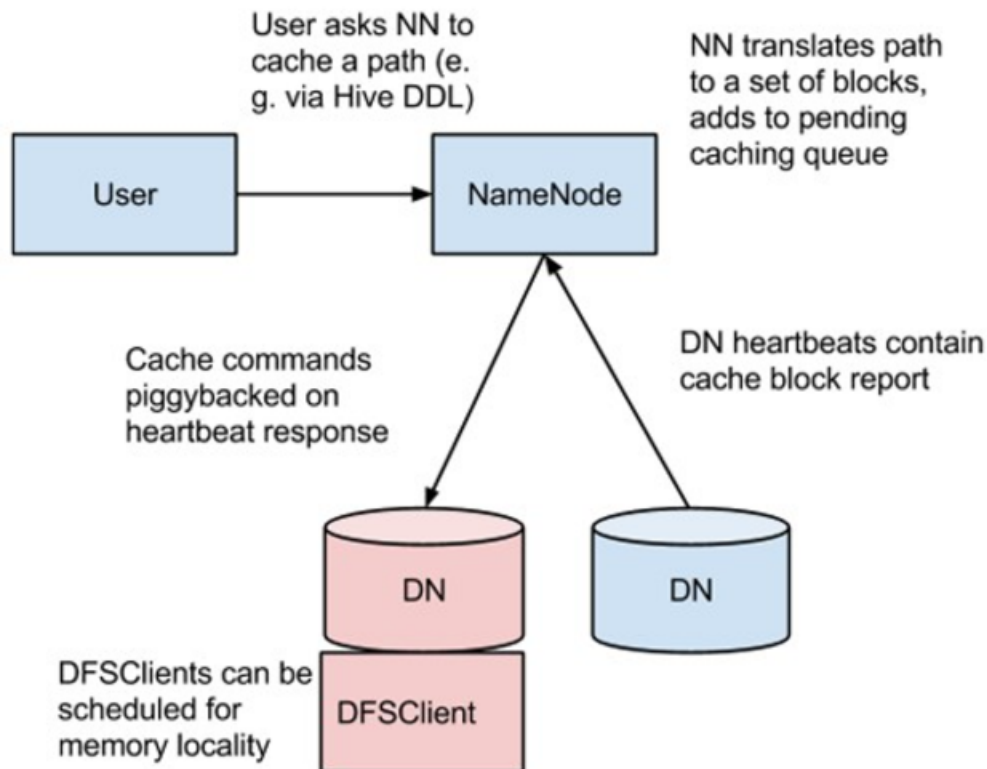 User asks NN to
cache a path (e.
g. via Hive DDL)
NN translates path
to a set of blocks,
adds to pending
caching queue
User
NameNode
Cache commands
piggybacked on
heartbeat response
DN heartbeats contain
cache block report
DN
DN
DFSClients can be
scheduled for
memory locality
DFSClient